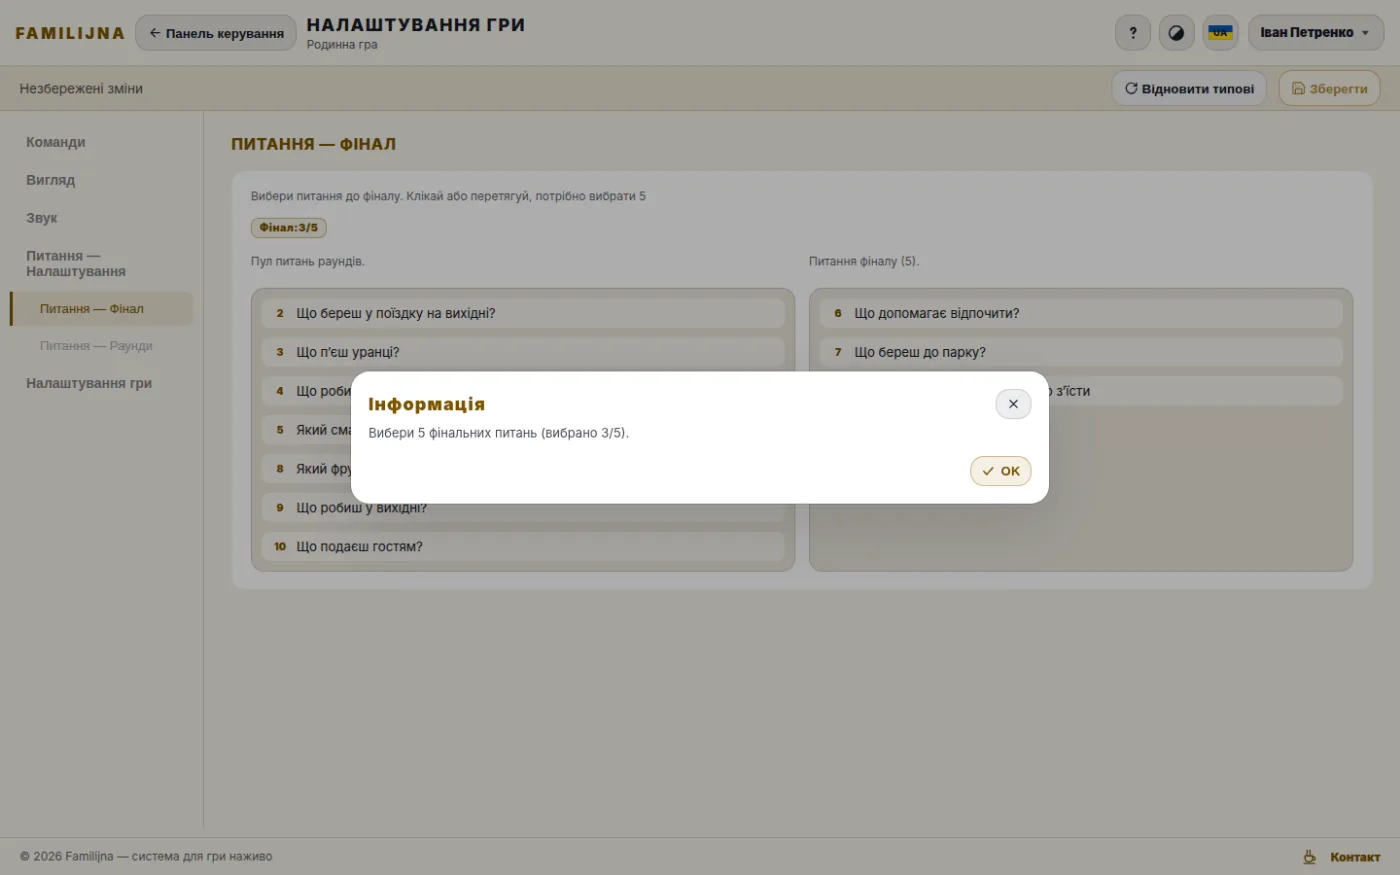 FAMILIJNA
← Панель керування
НАЛАШТУВАННЯ ГРИ
Родинна гра
?
UA
Іван Петренко
Незбережені зміни
Відновити типові
Зберегти
Команди
Вигляд
Звук
Питання —
Налаштування
Питання — Фінал
Питання — Раунди
Налаштування гри
ПИТАННЯ — ФІНАЛ
Вибери питання до фіналу. Клікай або перетягуй, потрібно вибрати 5
Фінал:3/5
Пул питань раундів.
2 Що береш у поїздку на вихідні?
3 Що п'єш уранці?
4 Що роби
5 Який сма
8 Який фру
9 Що робиш у вихідні?
10 Що подаєш гостям?
Питання фіналу (5).
6 Що допомагає відпочити?
7 Що береш до парку?
з'їсти
Інформація
×
Вибери 5 фінальних питань (вибрано 3/5).
OK
© 2026 Familijna — система для гри наживо
Контакт